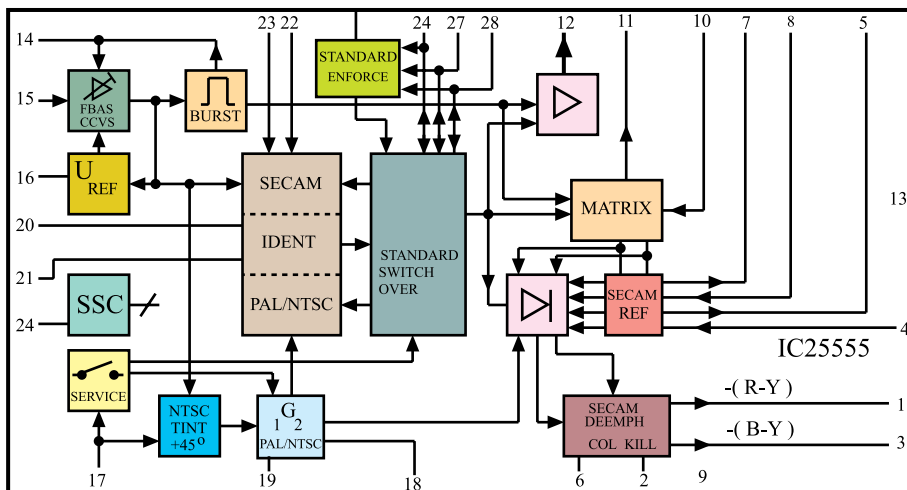 23 22 24 27 28 12 11 10 7 8 5
14
STANDARD
ENFORCE
15
FBAS
CCVS
BURST
16
U
REF
SECAM
MATRIX
13
20
IDENT
STANDARD
SWITCH
OVER
21
PAL/NTSC
SECAM
REF
SSC
24
4
IC25555
SERVICE
NTSC
TINT
+45º
G
1 2
PAL/NTSC
SECAM
DEEMPH
COL KILL
-( R-Y )
1
-( B-Y )
3
17 19 18 6 2 9